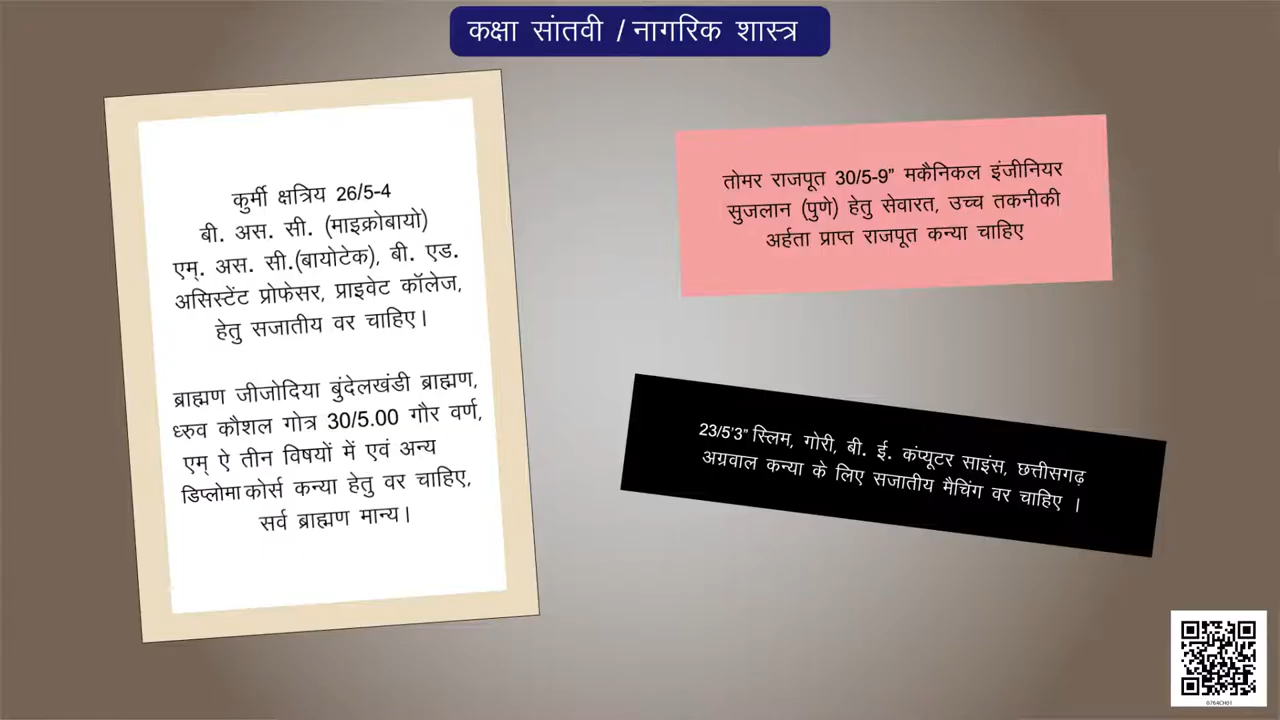 कक्षा सांतवी / नागरिक शास्त्र
कुर्मी क्षत्रिय 26/5-4
बी. अस. सी. (माइक्रोबायो)
एम्. अस. सी.(बायोटेक), बी. एड.
असिस्टेंट प्रोफेसर, प्राइवेट कॉलेज,
हेतु सजातीय वर चाहिए।
ब्राह्मण जीजोदिया बुंदेलखंडी ब्राह्मण,
ध्रुव कौशल गोत्र 30/5.00 गौर वर्ण,
एम् ऐ तीन विषयों में एवं अन्य
डिप्लोमा कोर्स कन्या हेतु वर चाहिए,
सर्व ब्राह्मण मान्य।
तोमर राजपूत 30/5-9” मकैनिकल इंजीनियर
सुजलान (पुणे) हेतु सेवारत, उच्च तकनीकी
अर्हता प्राप्त राजपूत कन्या चाहिए
23/5'3” स्लिम, गोरी, बी. ई. कंप्यूटर साइंस, छत्तीसगढ़
अग्रवाल कन्या के लिए सजातीय मैचिंग वर चाहिए ।
0764CH01